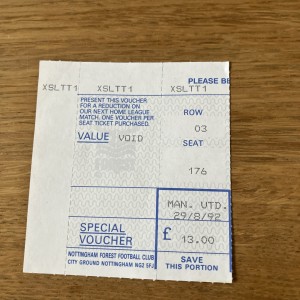 PLEASE BE
XSLTT1 XSLTT1 XSLTT1
PRESENT THIS VOUCHER
FOR A REDUCTION ON
OUR NEXT HOME LEAGUE
MATCH. ONE VOUCHER PER
SEAT TICKET PURCHASED.
VALUE VOID
ROW
03
SEAT
176
MAN. UTD.
29/8/92
£ 13.00
SAVE
THIS PORTION
SPECIAL
VOUCHER
NOTTINGHAM FOREST FOOTBALL CLUB
CITY GROUND NOTTINGHAM NG2 5FJ